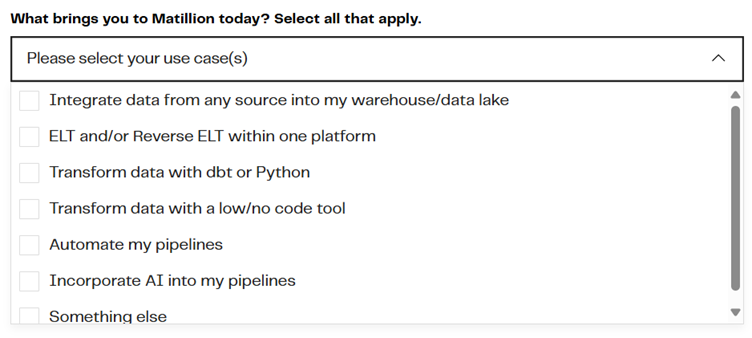 What brings you to Matillion today? Select all that apply.
Please select your use case(s)
Integrate data from any source into my warehouse/data lake
ELT and/or Reverse ELT within one platform
Transform data with dbt or Python
Transform data with a low/no code tool
Automate my pipelines
Incorporate AI into my pipelines
Something else